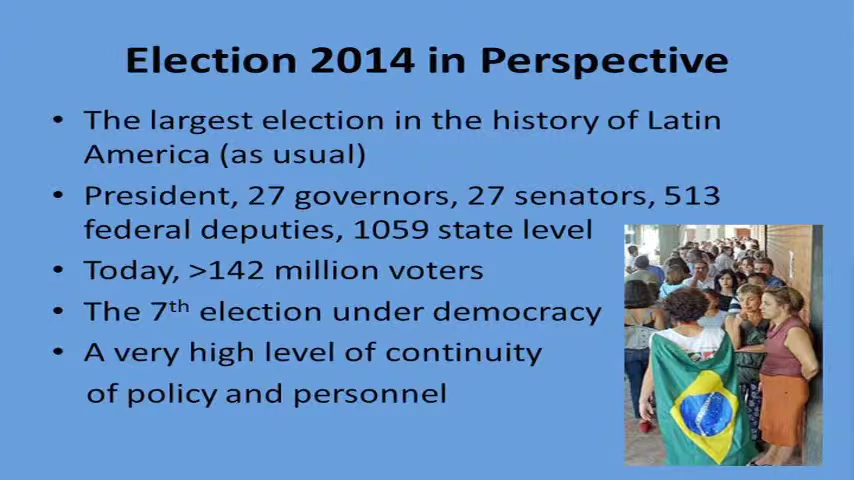 Election 2014 in Perspective
• The largest election in the history of Latin
America (as usual)
• President, 27 governors, 27 senators, 513
federal deputies, 1059 state level
• Today, >142 million voters
• The 7th election under democracy
• A very high level of continuity
of policy and personnel